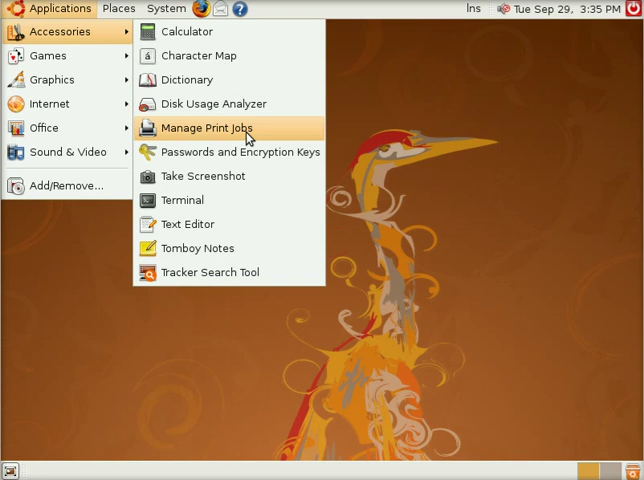 Applications Places System lns Tue Sep 29, 3:35 PM
Accessories
Games
Graphics
Internet
Office
Sound & Video
Add/Remove...
Calculator
Character Map
Dictionary
Disk Usage Analyzer
Manage Print Jobs
Passwords and Encryption Keys
Take Screenshot
Terminal
Text Editor
Tomboy Notes
Tracker Search Tool